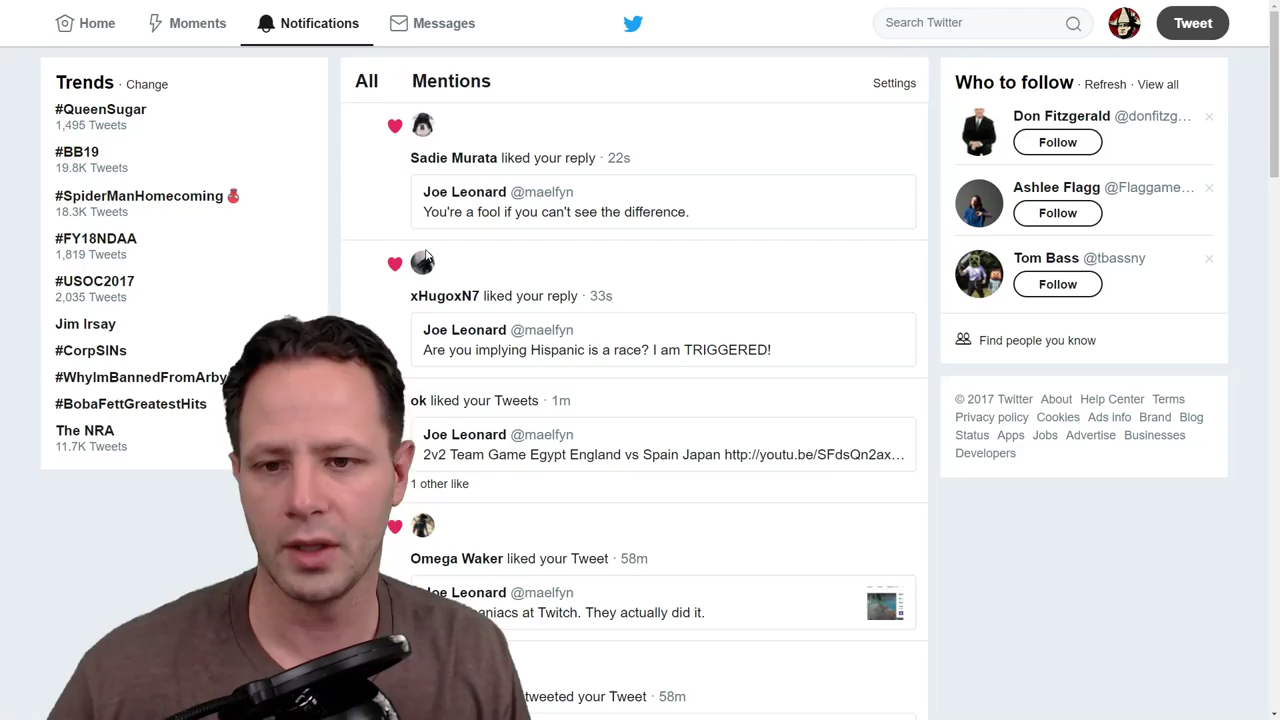 Home
Moments
Notifications
Messages
Search Twitter
Tweet
Trends · Change
#QueenSugar
1,495 Tweets
#BB19
19.8K Tweets
#SpiderManHomecoming
18.3K Tweets
#FY18NDAA
1,819 Tweets
#USOC2017
2,035 Tweets
Jim Irsay
#CorpSINs
#WhyImBannedFromArby
#BobaFettGreatestHits
The NRA
11.7K Tweets
All
Mentions
Settings
Sadie Murata liked your reply · 22s
Joe Leonard @maelfyn
You're a fool if you can't see the difference.
xHugoxN7 liked your reply · 33s
Joe Leonard @maelfyn
Are you implying Hispanic is a race? I am TRIGGERED!
ok liked your Tweets · 1m
Joe Leonard @maelfyn
2v2 Team Game Egypt England vs Spain Japan http://youtu.be/SFdsQn2ax…
1 other like
Omega Waker liked your Tweet · 58m
Leonard @maelfyn
at Twitch. They actually did it.
your Tweet · 58m
Who to follow · Refresh · View all
Don Fitzgerald @donfitzg…
Follow
Ashlee Flagg @Flaggame…
Follow
Tom Bass @tbassny
Follow
Find people you know
© 2017 Twitter About Help Center Terms
Privacy policy Cookies Ads info Brand Blog
Status Apps Jobs Advertise Businesses
Developers